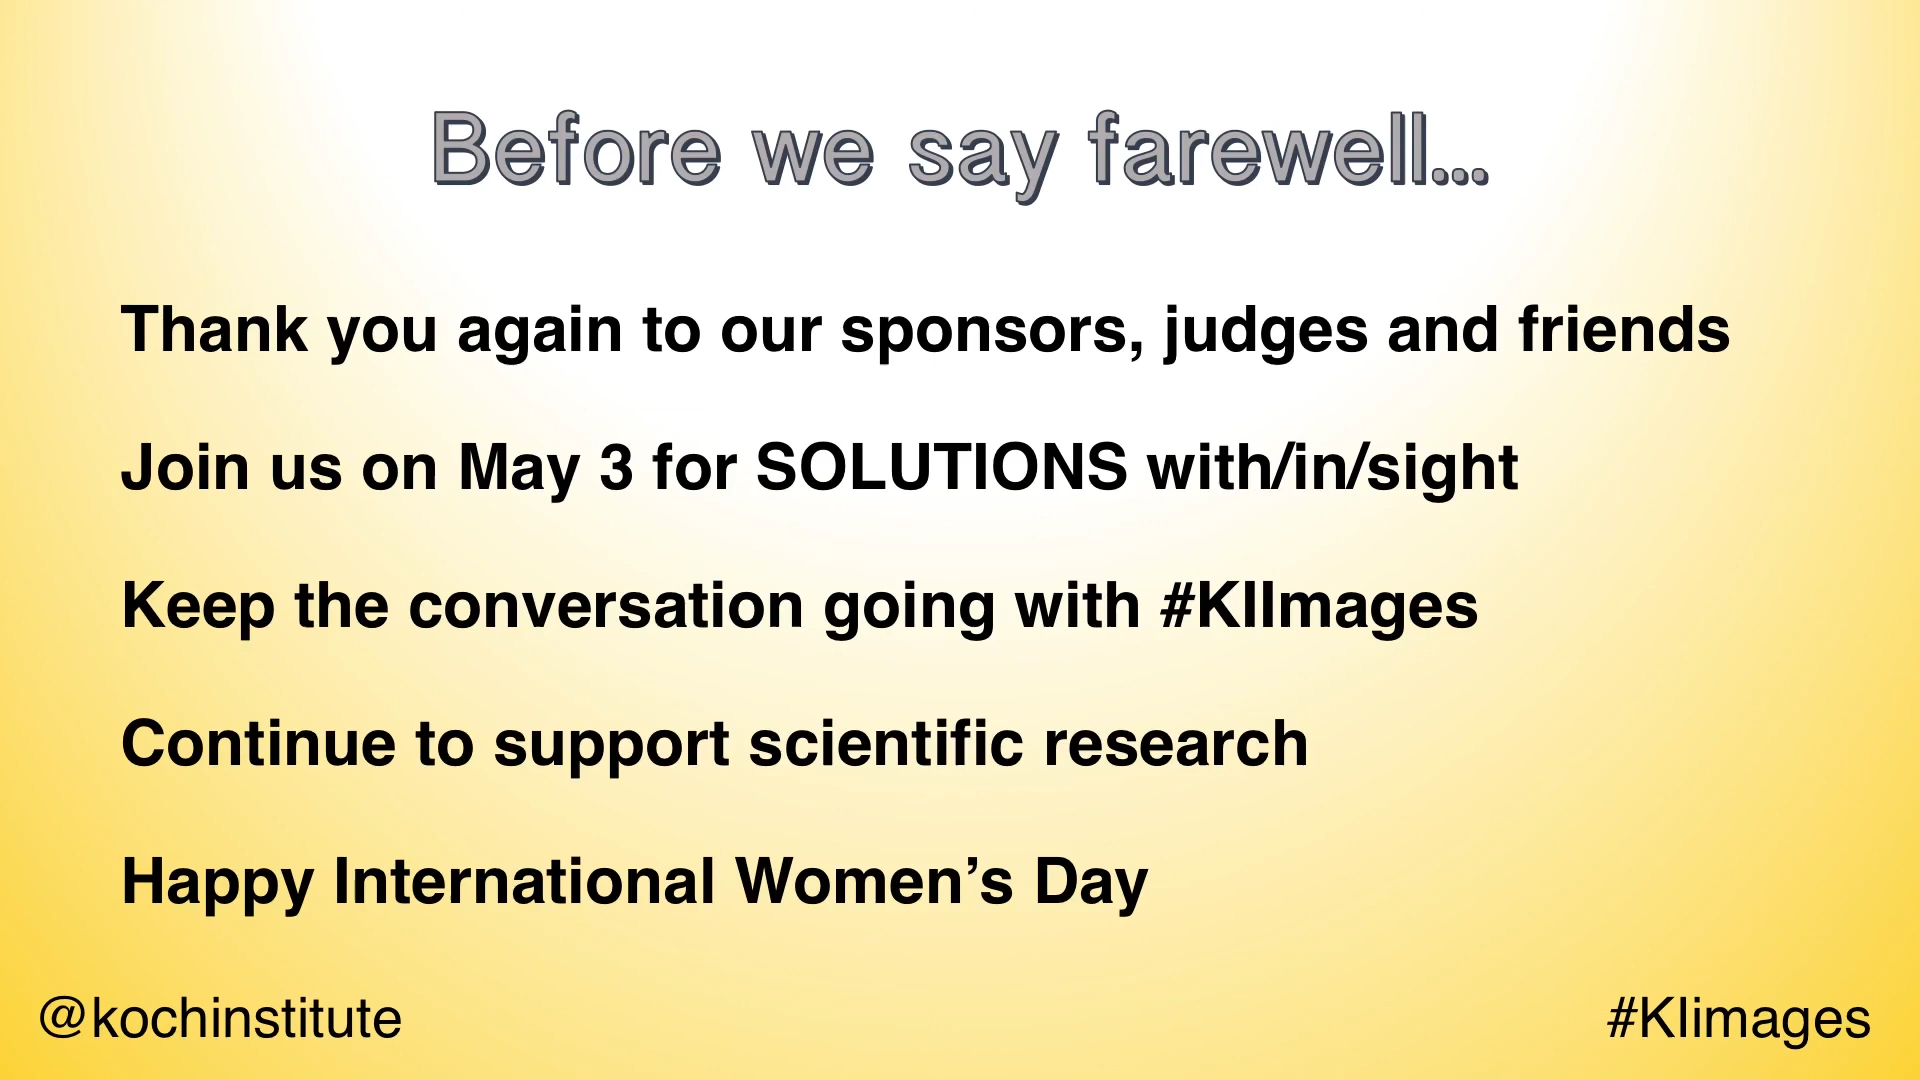 Before we say farewell...
Thank you again to our sponsors, judges and friends
Join us on May 3 for SOLUTIONS with/in/sight
Keep the conversation going with #KIImages
Continue to support scientific research
Happy International Women’s Day
@kochinstitute
#KIimages